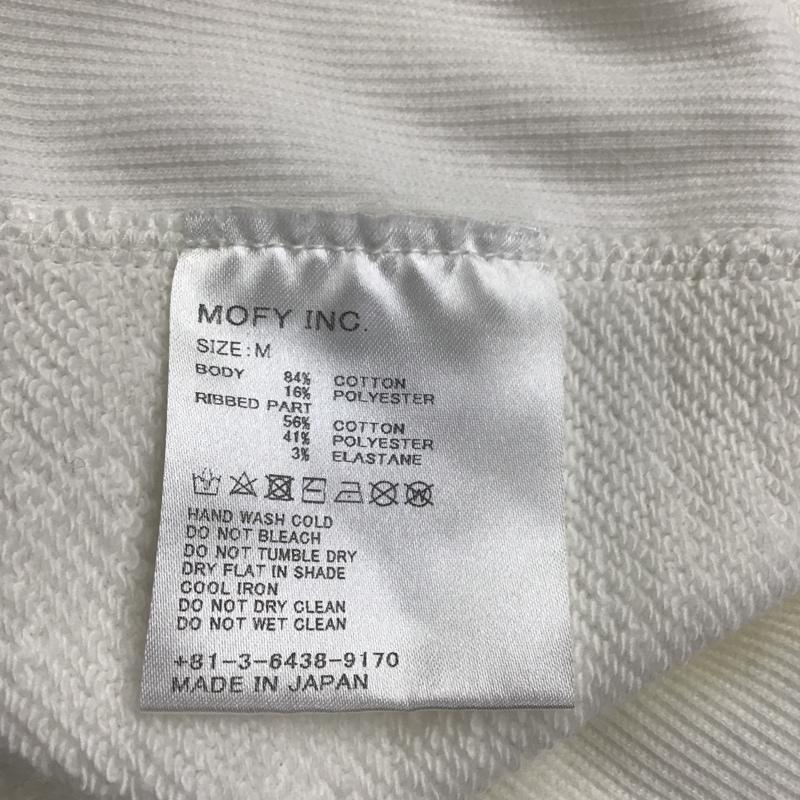 MOFY INC.
SIZE:M
BODY 84% COTTON
16% POLYESTER
RIBBED PART
56% COTTON
41% POLYESTER
3% ELASTANE
HAND WASH COLD
DO NOT BLEACH
DO NOT TUMBLE DRY
DRY FLAT IN SHADE
COOL IRON
DO NOT DRY CLEAN
DO NOT WET CLEAN
+81-3-6438-9170
MADE IN JAPAN